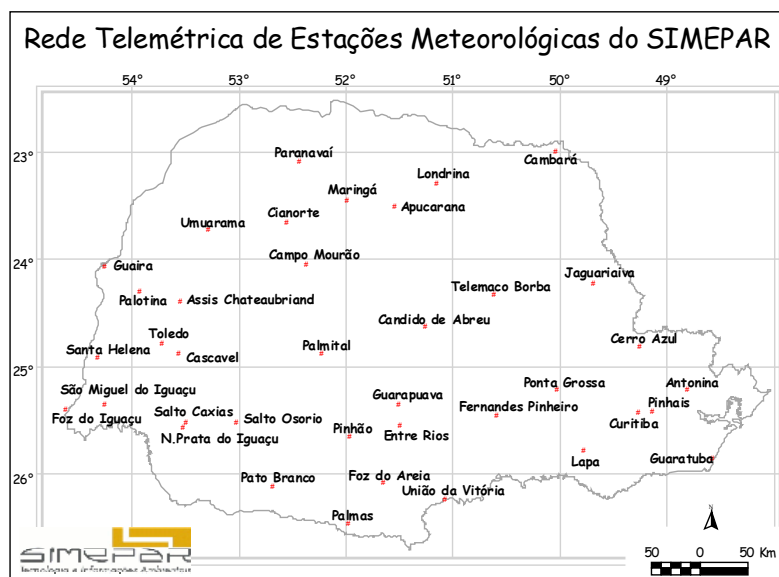 Rede Telemétrica de Estações Meteorológicas do SIMEPAR
54° 53° 52° 51° 50° 49°
23°
24°
25°
26°
Paranavaí
Cambará
Londrina
Maringá
Apucarana
Cianorte
Umuarama
Campo Mourão
Guaira
Jaguariaiva
Telemaco Borba
Palotina
Assis Chateaubriand
Candido de Abreu
Toledo
Cerro Azul
Santa Helena
Cascavel
Palmital
São Miguel do Iguaçu
Ponta Grossa
Antonina
Guarapuava
Fernandes Pinheiro
Pinhais
Foz do Iguaçu
Salto Caxias
Salto Osorio
Curitiba
N.Prata do Iguaçu
Pinhão
Entre Rios
Lapa
Guaratuba
Pato Branco
Foz do Areia
União da Vitória
Palmas
SIMEPAR
Tecnologia e Informações Ambientais
N
50 0 50 Km